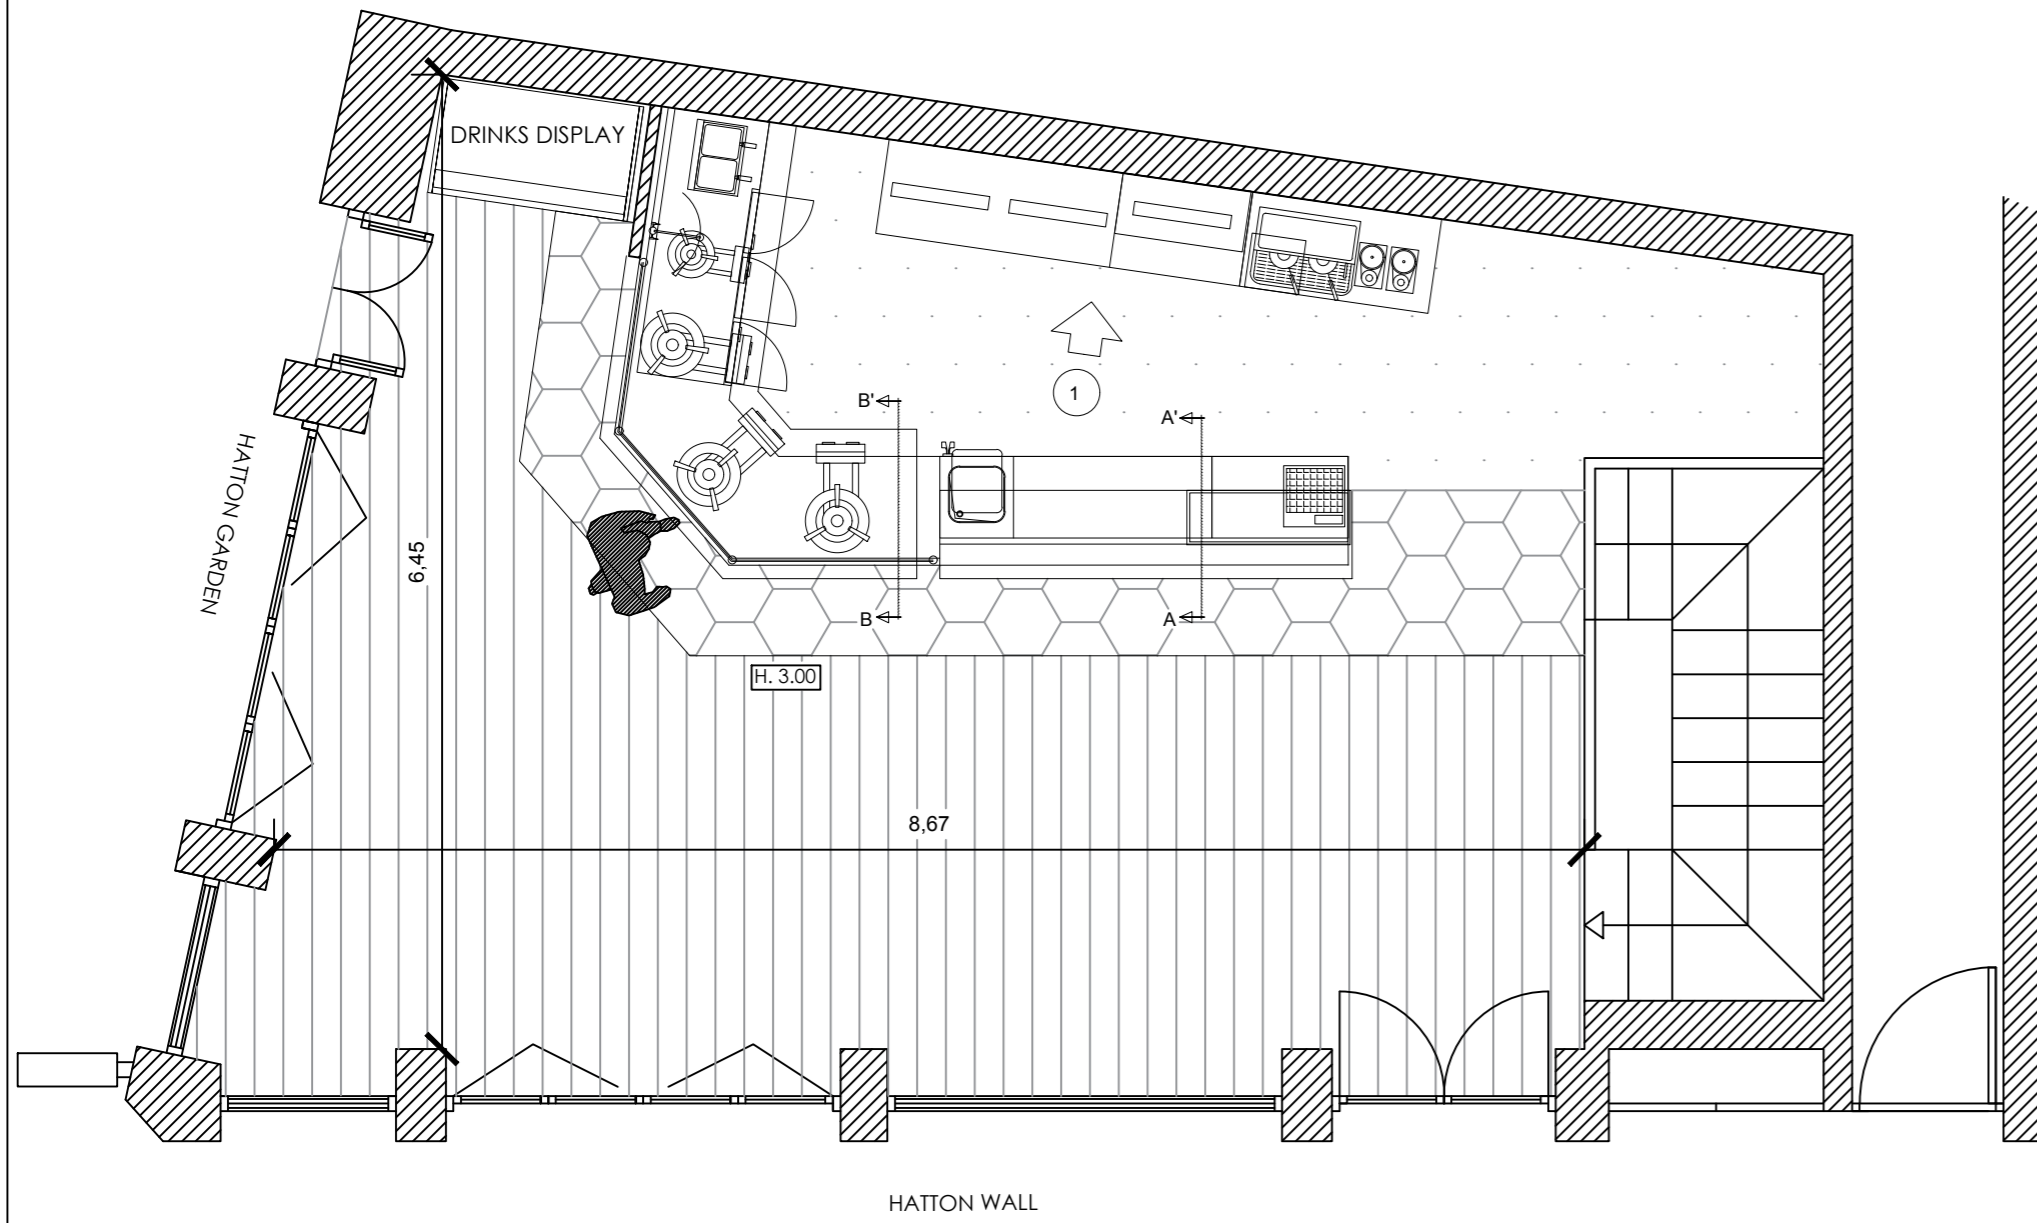 DRINKS DISPLAY
1
B'
A'
HATTON GARDEN
6,45
B
A
H. 3.00
8,67
HATTON WALL